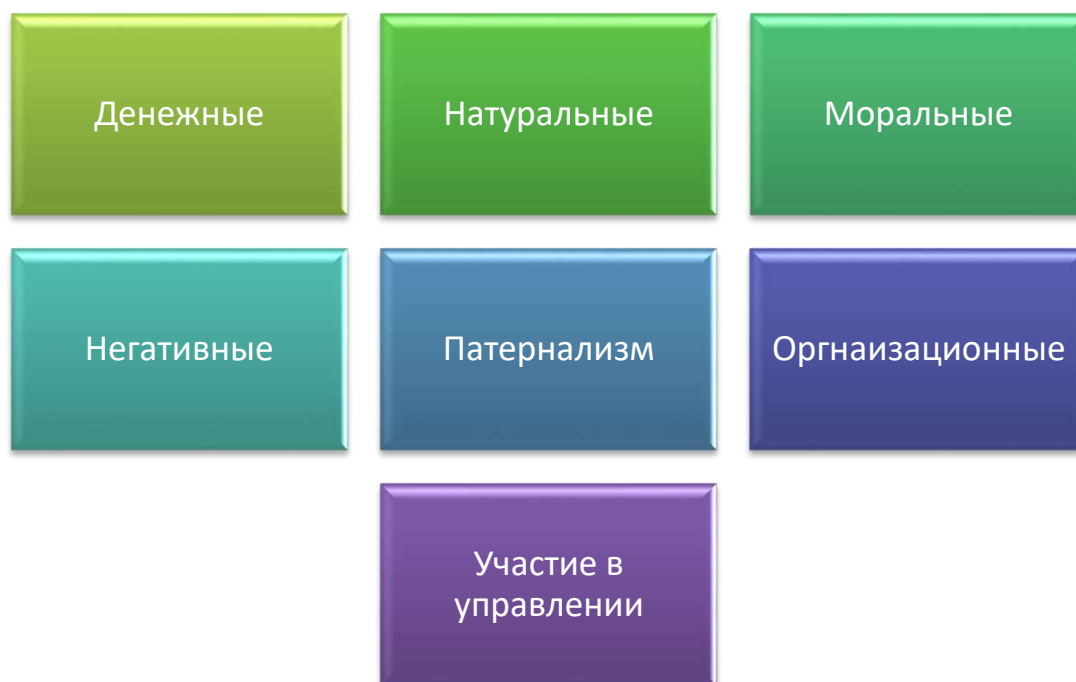 Денежные
Натуральные
Моральные
Негативные
Патернализм
Оргнаизационные
Участие в
управлении